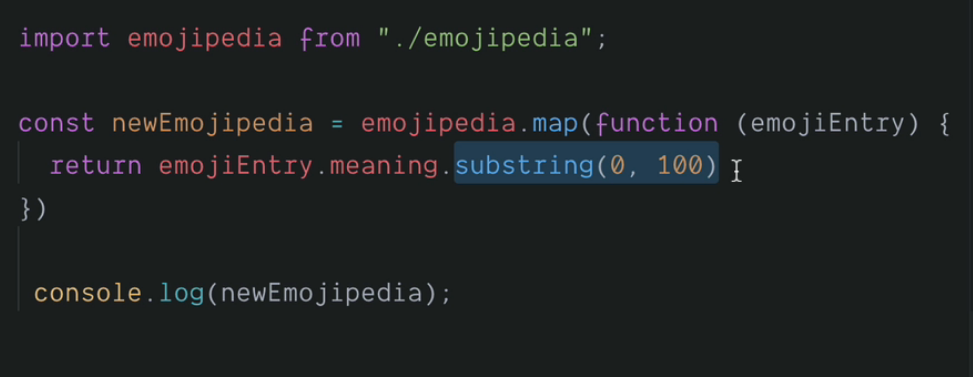 import emojipedia from "./emojipedia";
const newEmojipedia = emojipedia.map(function (emojiEntry) {
return emojiEntry.meaning.substring(0, 100)
})
console.log(newEmojipedia);